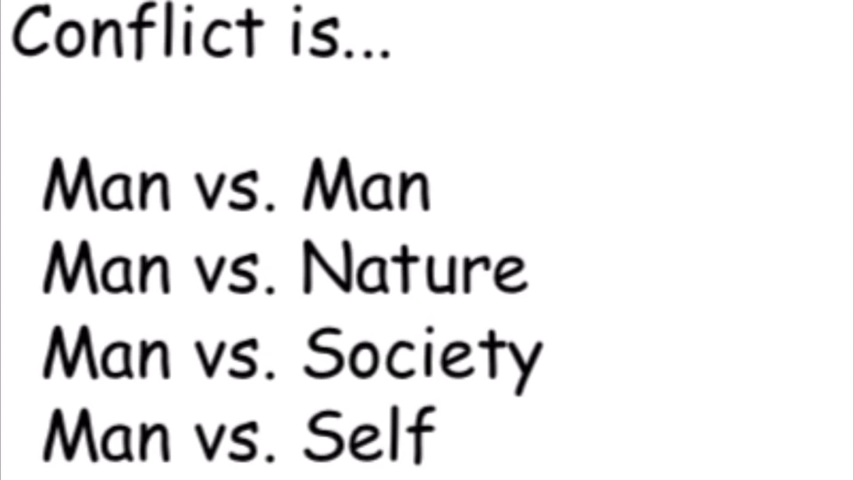 Conflict is...
Man vs. Man
Man vs. Nature
Man vs. Society
Man vs. Self